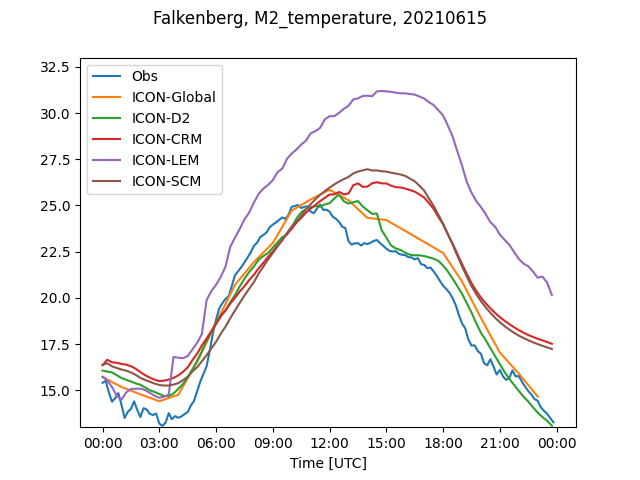 Falkenberg, M2_temperature, 20210615
32.5
30.0
27.5
25.0
22.5
20.0
17.5
15.0
Obs
ICON-Global
ICON-D2
ICON-CRM
ICON-LEM
ICON-SCM
00:00 03:00 06:00 09:00 12:00 15:00 18:00 21:00 00:00
Time [UTC]